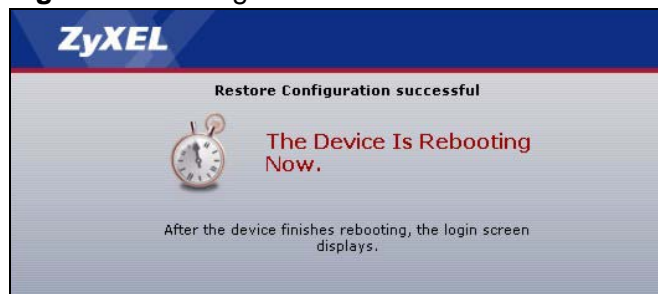 ZyXEL
Restore Configuration successful
The Device Is Rebooting
Now.
After the device finishes rebooting, the login screen
displays.